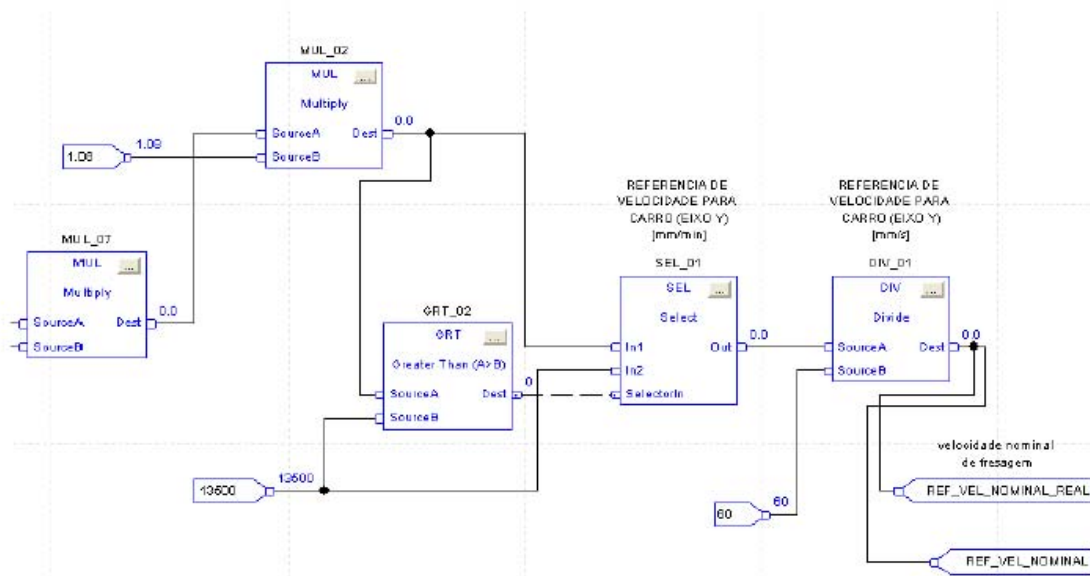 MUL_02
MUL ...
Multiply
0.0
SourceA Dest
SourceB
1.08
1.08
REFERENCIA DE
VELOCIDADE PARA
CARRO (EIXO Y)
[mm/min]
REFERENCIA DE
VELOCIDADE PARA
CARRO (EIXO Y)
[mm/s]
MUL_07
MUL ...
Multiply
0.0
SourceA Dest
SourceB
SEL_01
SEL ...
Select
0.0
In1 Out
In2
SelectorIn
DIV_01
DIV ...
Divide
0.0
SourceA Dest
SourceB
GRT_02
GRT ...
Greater Than (A>B)
0
SourceA Dest
SourceB
13500
13500
60
60
velocidade nominal
de fresagem
REF_VEL_NOMINAL_REAL
REF_VEL_NOMINAL